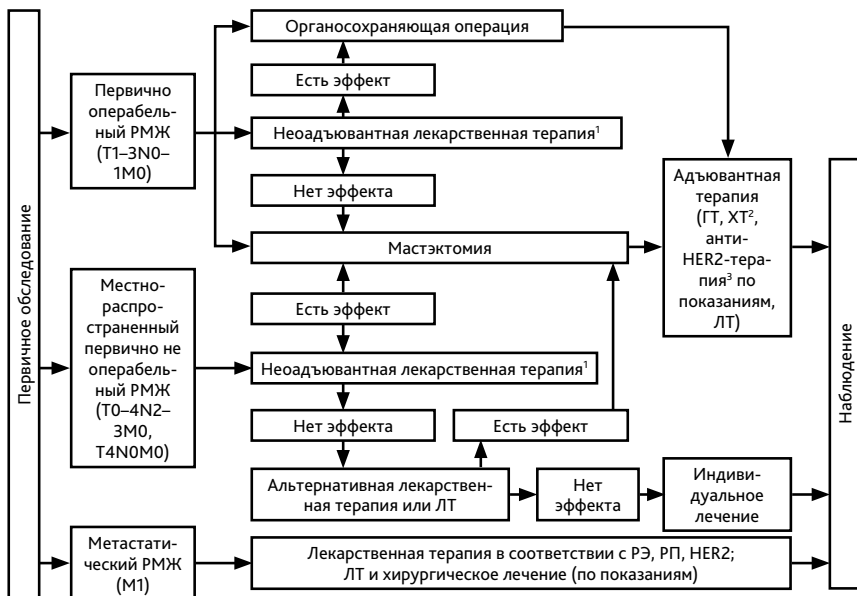 Первичное обследование
Первично
операбель-
ный РМЖ
(T1–3N0–
1M0)
Органосохраняющая операция
Есть эффект
Неоадъювантная лекарственная терапия¹
Нет эффекта
Мастэктомия
Адъювантная
терапия
(ГТ, ХТ²,
анти-
HER2-тера-
пия³ по
показаниям,
ЛТ)
Местно-
распро-
страненный
первично не
операбель-
ный РМЖ
(T0–4N2–
3M0,
T4N0M0)
Есть эффект
Неоадъювантная лекарственная терапия¹
Нет эффекта
Есть эффект
Альтернативная лекарствен-
ная терапия или ЛТ
Нет
эффекта
Индиви-
дуальное
лечение
Метастати-
ческий РМЖ
(M1)
Лекарственная терапия в соответствии с РЭ, РП, HER2;
ЛТ и хирургическое лечение (по показаниям)
Наблюдение